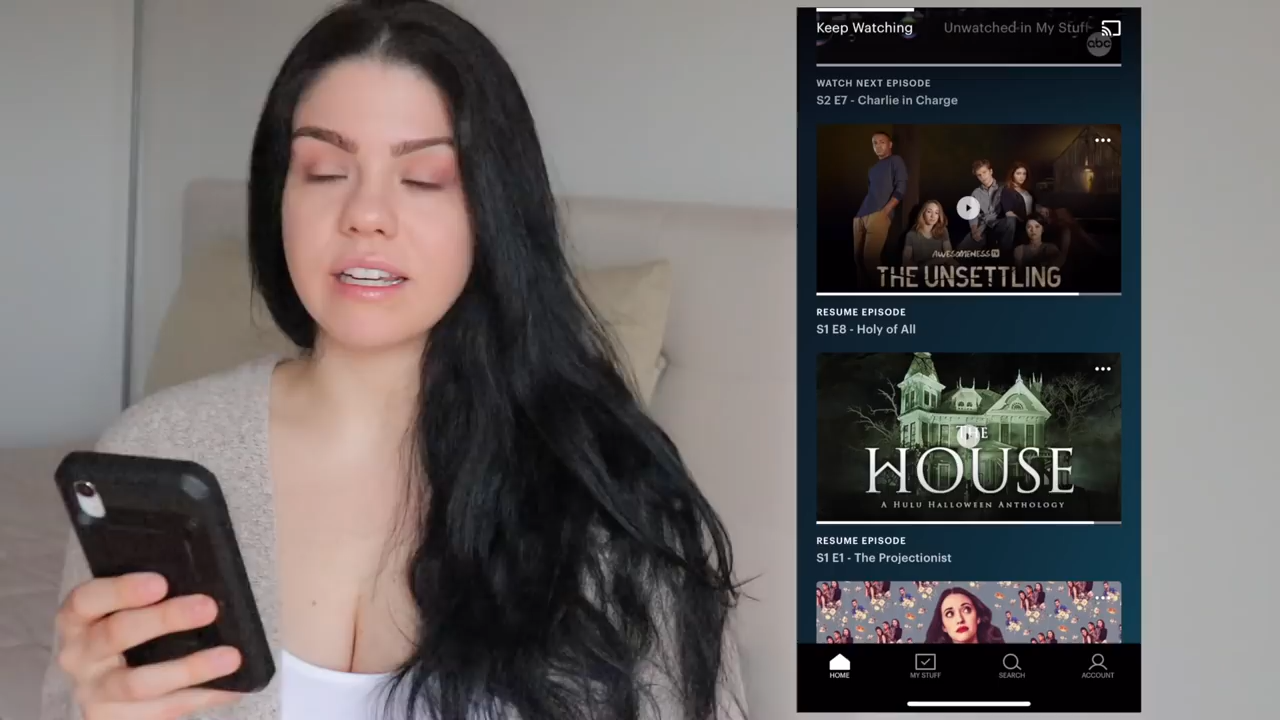 Keep Watching
Unwatched in My Stuff
abc
WATCH NEXT EPISODE
S2 E7 - Charlie in Charge
AWESOMENESS TV
THE UNSETTLING
RESUME EPISODE
S1 E8 - Holy of All
THE
HOUSE
A HULU HALLOWEEN ANTHOLOGY
RESUME EPISODE
S1 E1 - The Projectionist
HOME
MY STUFF
SEARCH
ACCOUNT